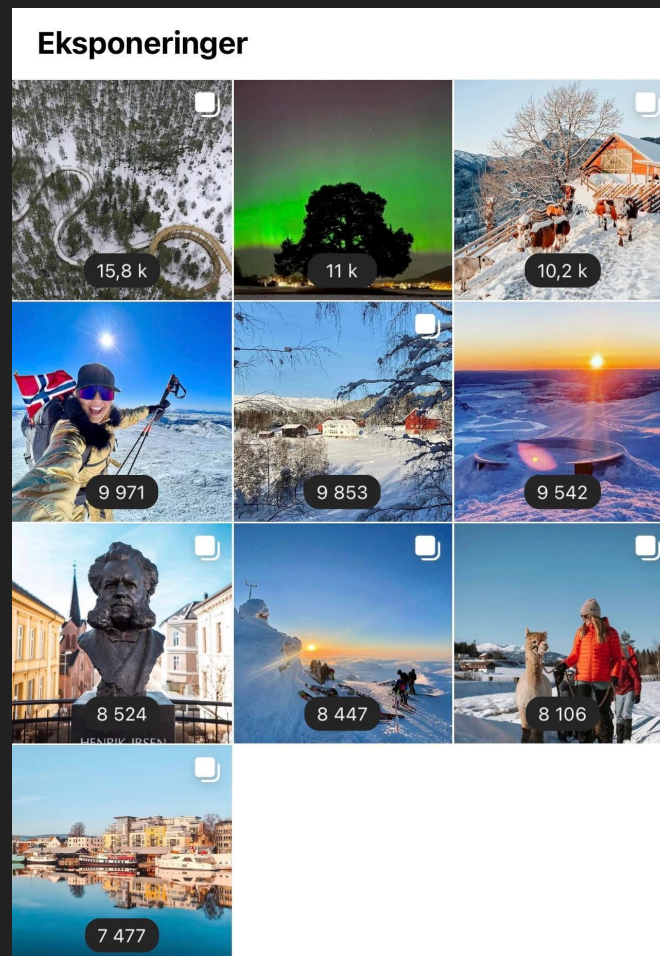 Eksponeringer
15,8 k
11 k
10,2 k
9 971
9 853
9 542
8 524
HENRIK IBSEN
8 447
8 106
7 477